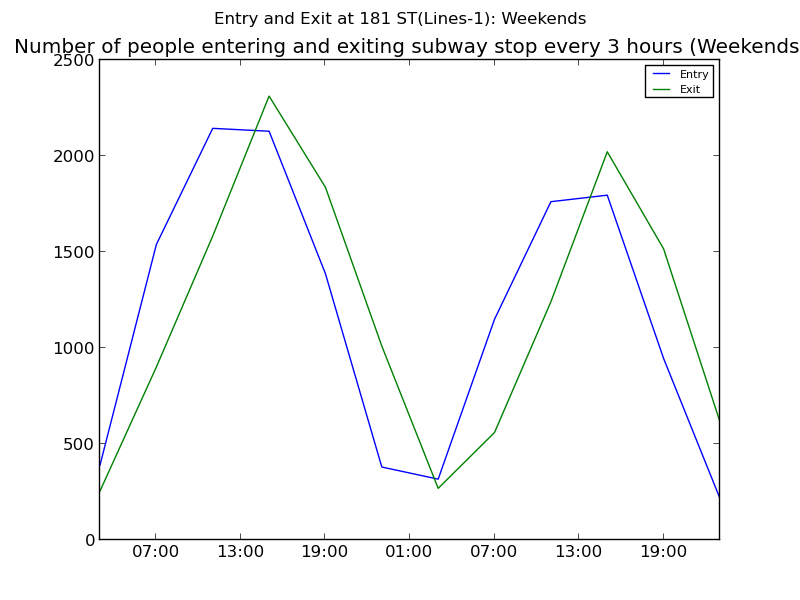 Entry and Exit at 181 ST(Lines-1): Weekends
Number of people entering and exiting subway stop every 3 hours (Weekends
Entry
Exit
2500
2000
1500
1000
500
0
07:00 13:00 19:00 01:00 07:00 13:00 19:00